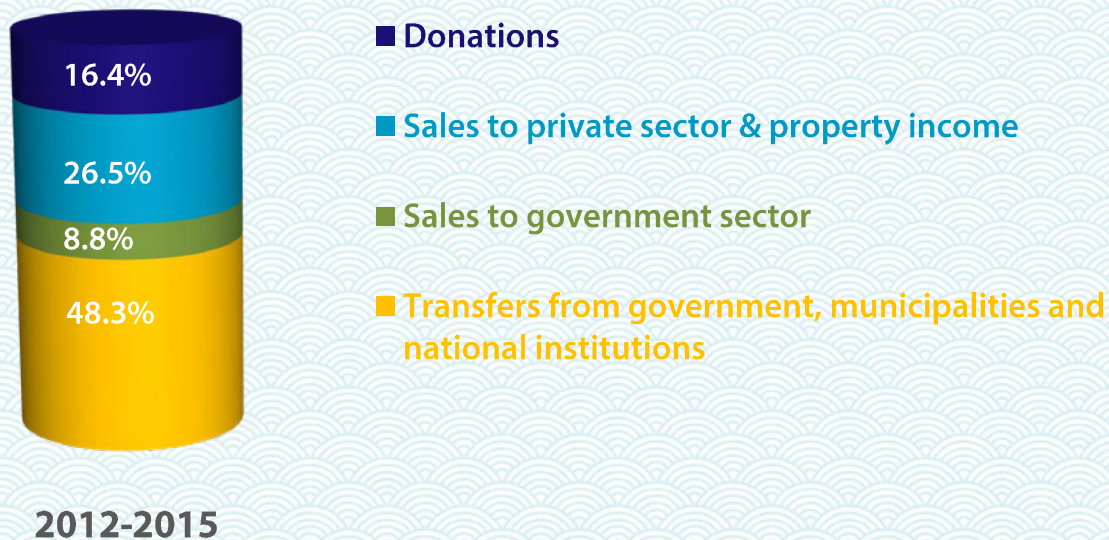 16.4%
26.5%
8.8%
48.3%
2012-2015
Donations
Sales to private sector & property income
Sales to government sector
Transfers from government, municipalities and
national institutions